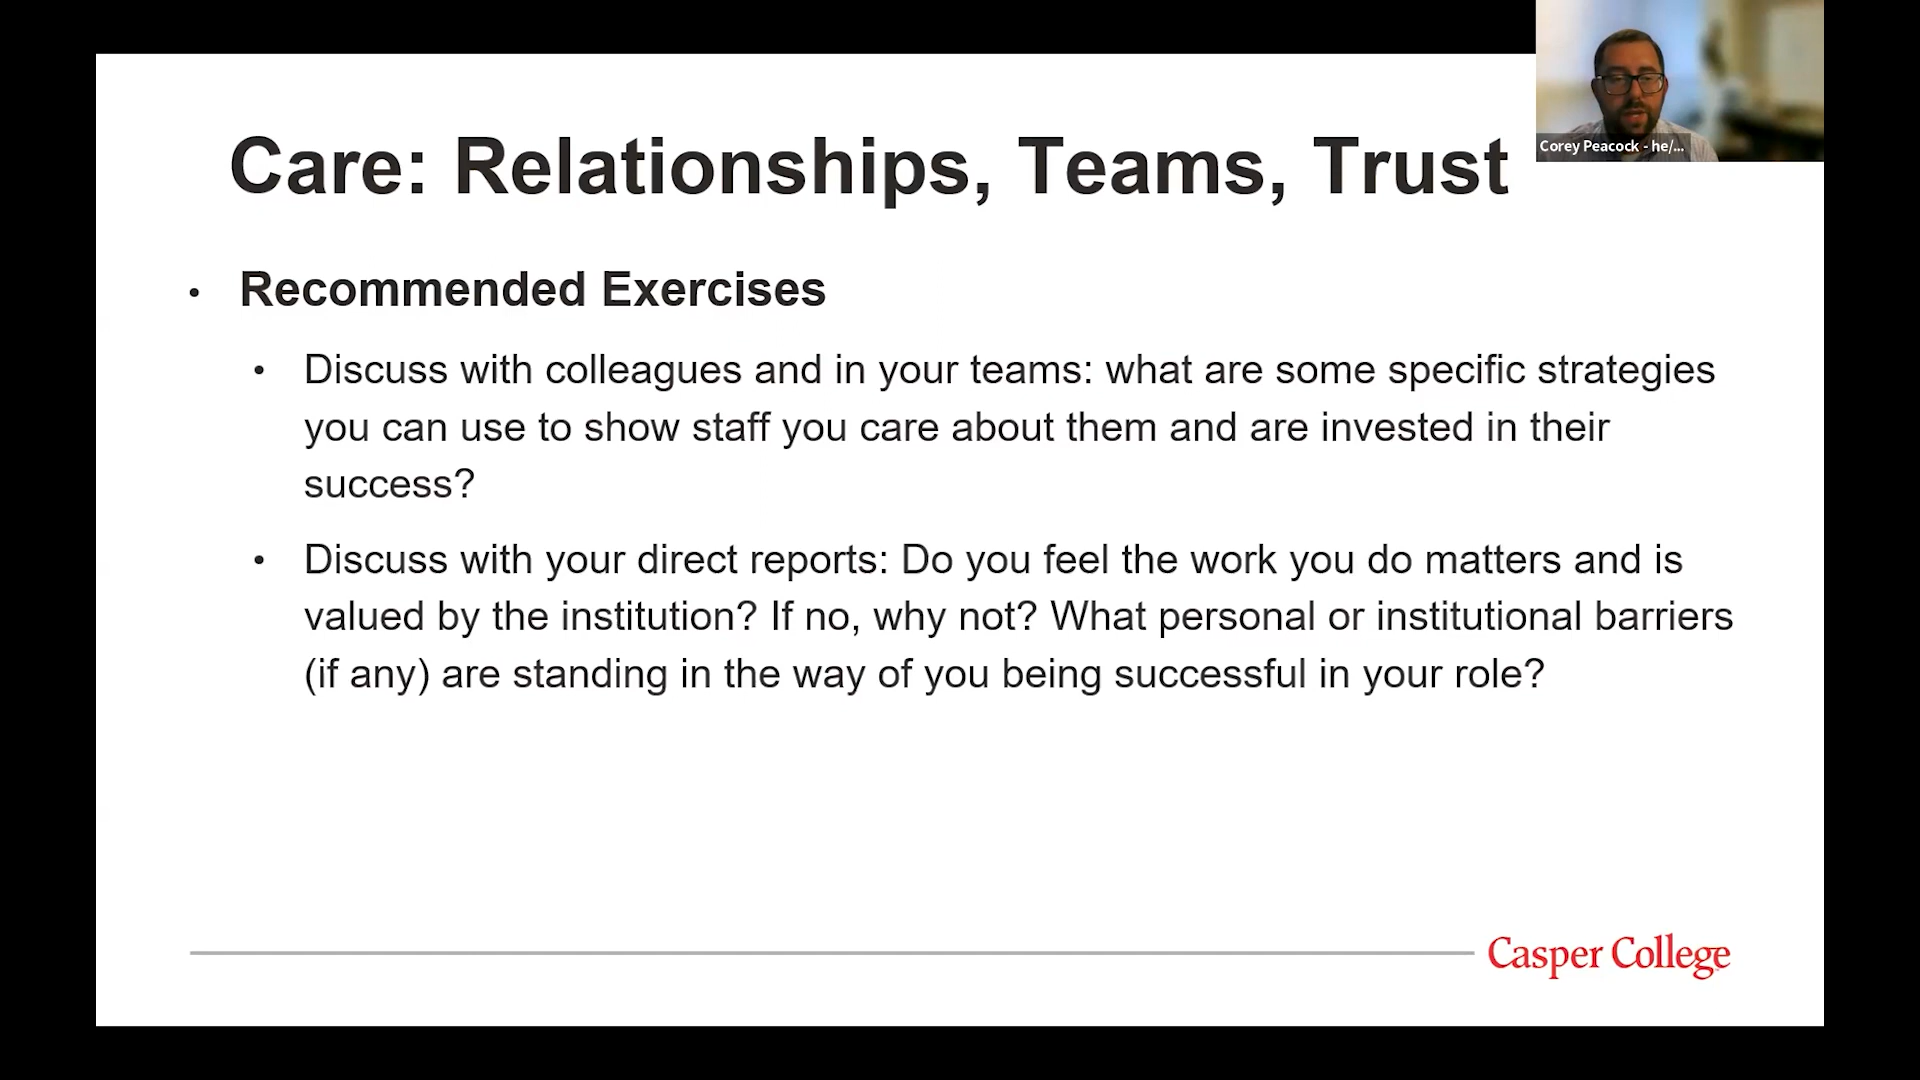 Care: Relationships, Teams, Trust
Corey Peacock - he/...
• Recommended Exercises
• Discuss with colleagues and in your teams: what are some specific strategies
you can use to show staff you care about them and are invested in their
success?
• Discuss with your direct reports: Do you feel the work you do matters and is
valued by the institution? If no, why not? What personal or institutional barriers
(if any) are standing in the way of you being successful in your role?
Casper College